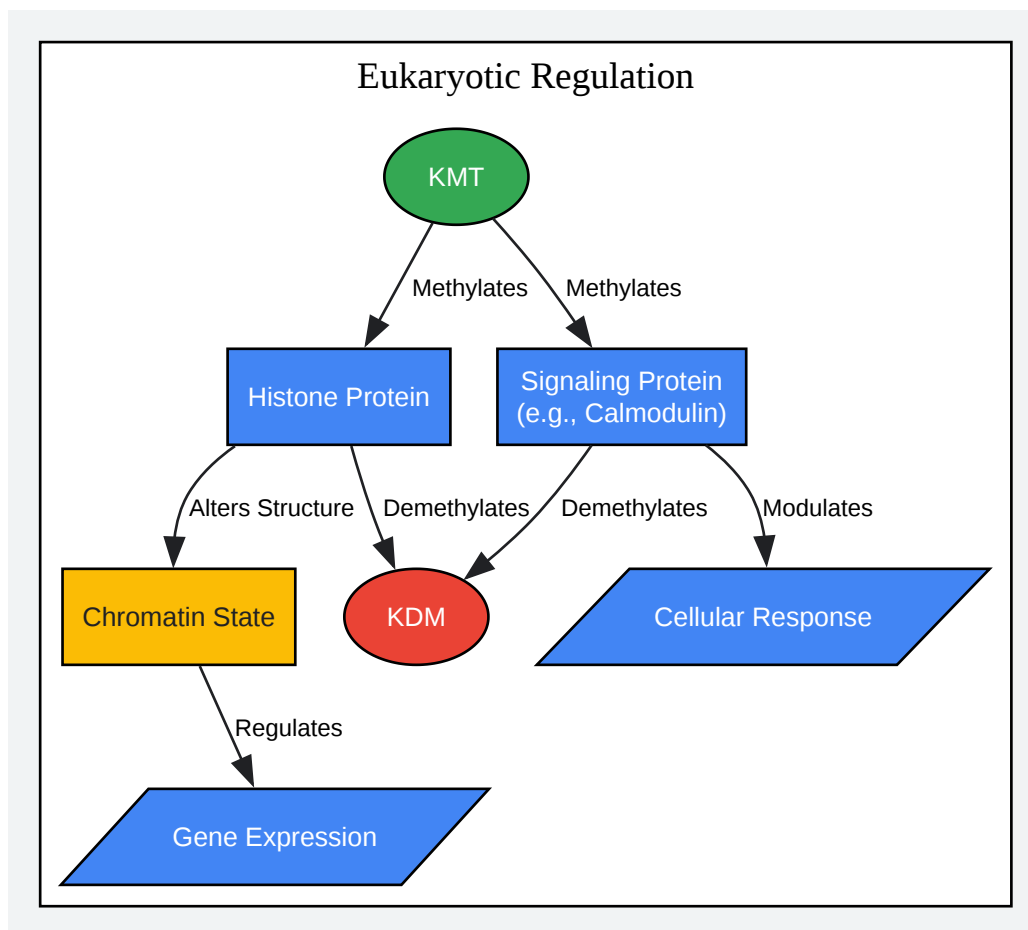 Eukaryotic Regulation
KMT
Methylates
Methylates
Histone Protein
Signaling Protein
(e.g., Calmodulin)
Alters Structure
Demethylates
Demethylates
Modulates
Chromatin State
KDM
Cellular Response
Regulates
Gene Expression